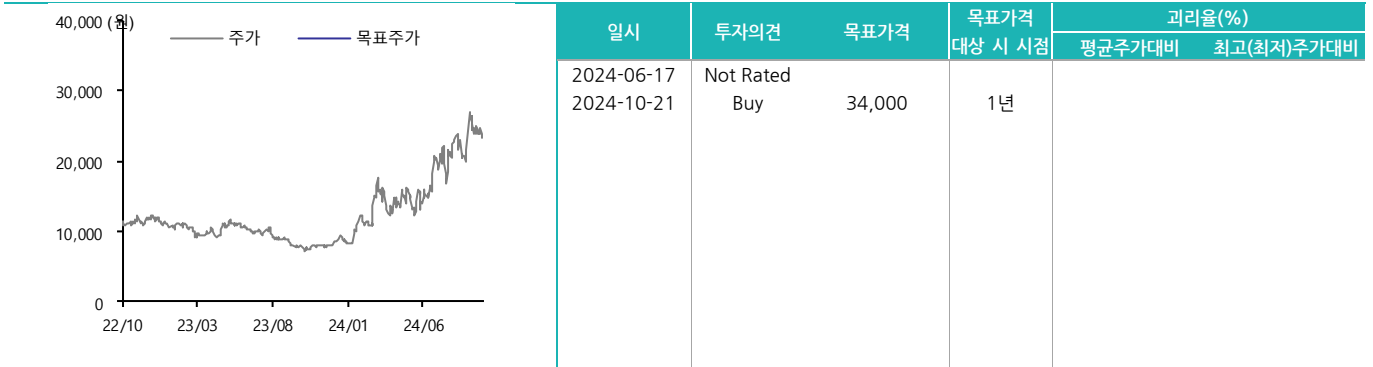 40,000 (원)
주가 목표주가
30,000
20,000
10,000
0
22/10 23/03 23/08 24/01 24/06
일시 투자의견 목표가격 목표가격 대상 시 시점 괴리율(%)
평균주가대비 최고(최저)주가대비
2024-06-17 Not Rated
2024-10-21 Buy 34,000 1년